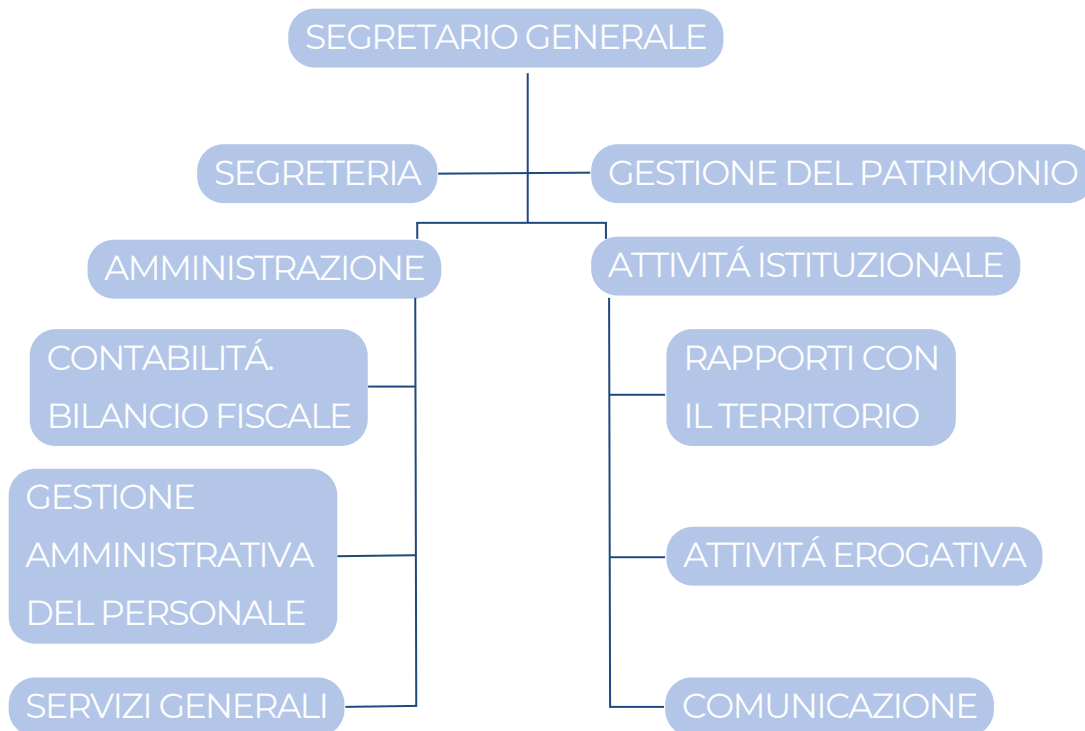 SEGRETARIO GENERALE
SEGRETERIA
GESTIONE DEL PATRIMONIO
AMMINISTRAZIONE
ATTIVITÁ ISTITUZIONALE
CONTABILITÁ.
BILANCIO FISCALE
RAPPORTI CON
IL TERRITORIO
GESTIONE
AMMINISTRATIVA
DEL PERSONALE
ATTIVITÁ EROGATIVA
SERVIZI GENERALI
COMUNICAZIONE